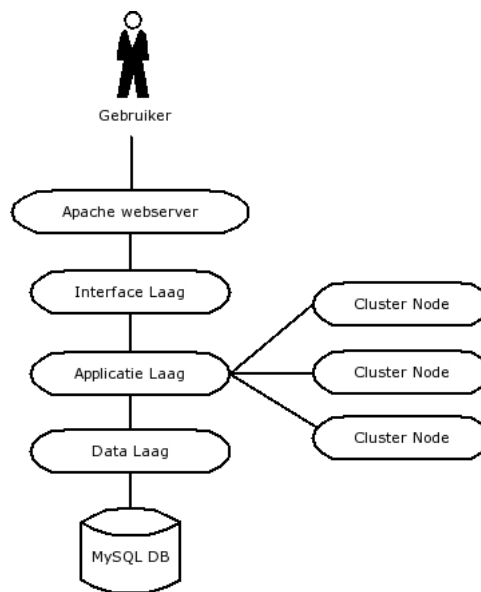 Gebruiker
Apache webserver
Interface Laag
Cluster Node
Applicatie Laag
Cluster Node
Cluster Node
Data Laag
MySQL DB